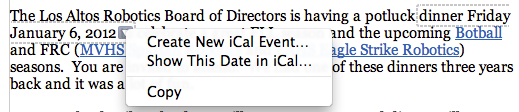 The Los Altos Robotics Board of Directors is having a potluck dinner Friday
January 6, 2012 and the upcoming Botball
Create New iCal Event...
and FRC (MVHS agle Strike Robotics)
Show This Date in iCal...
seasons. You are of these dinners three years
back and it was a
Copy